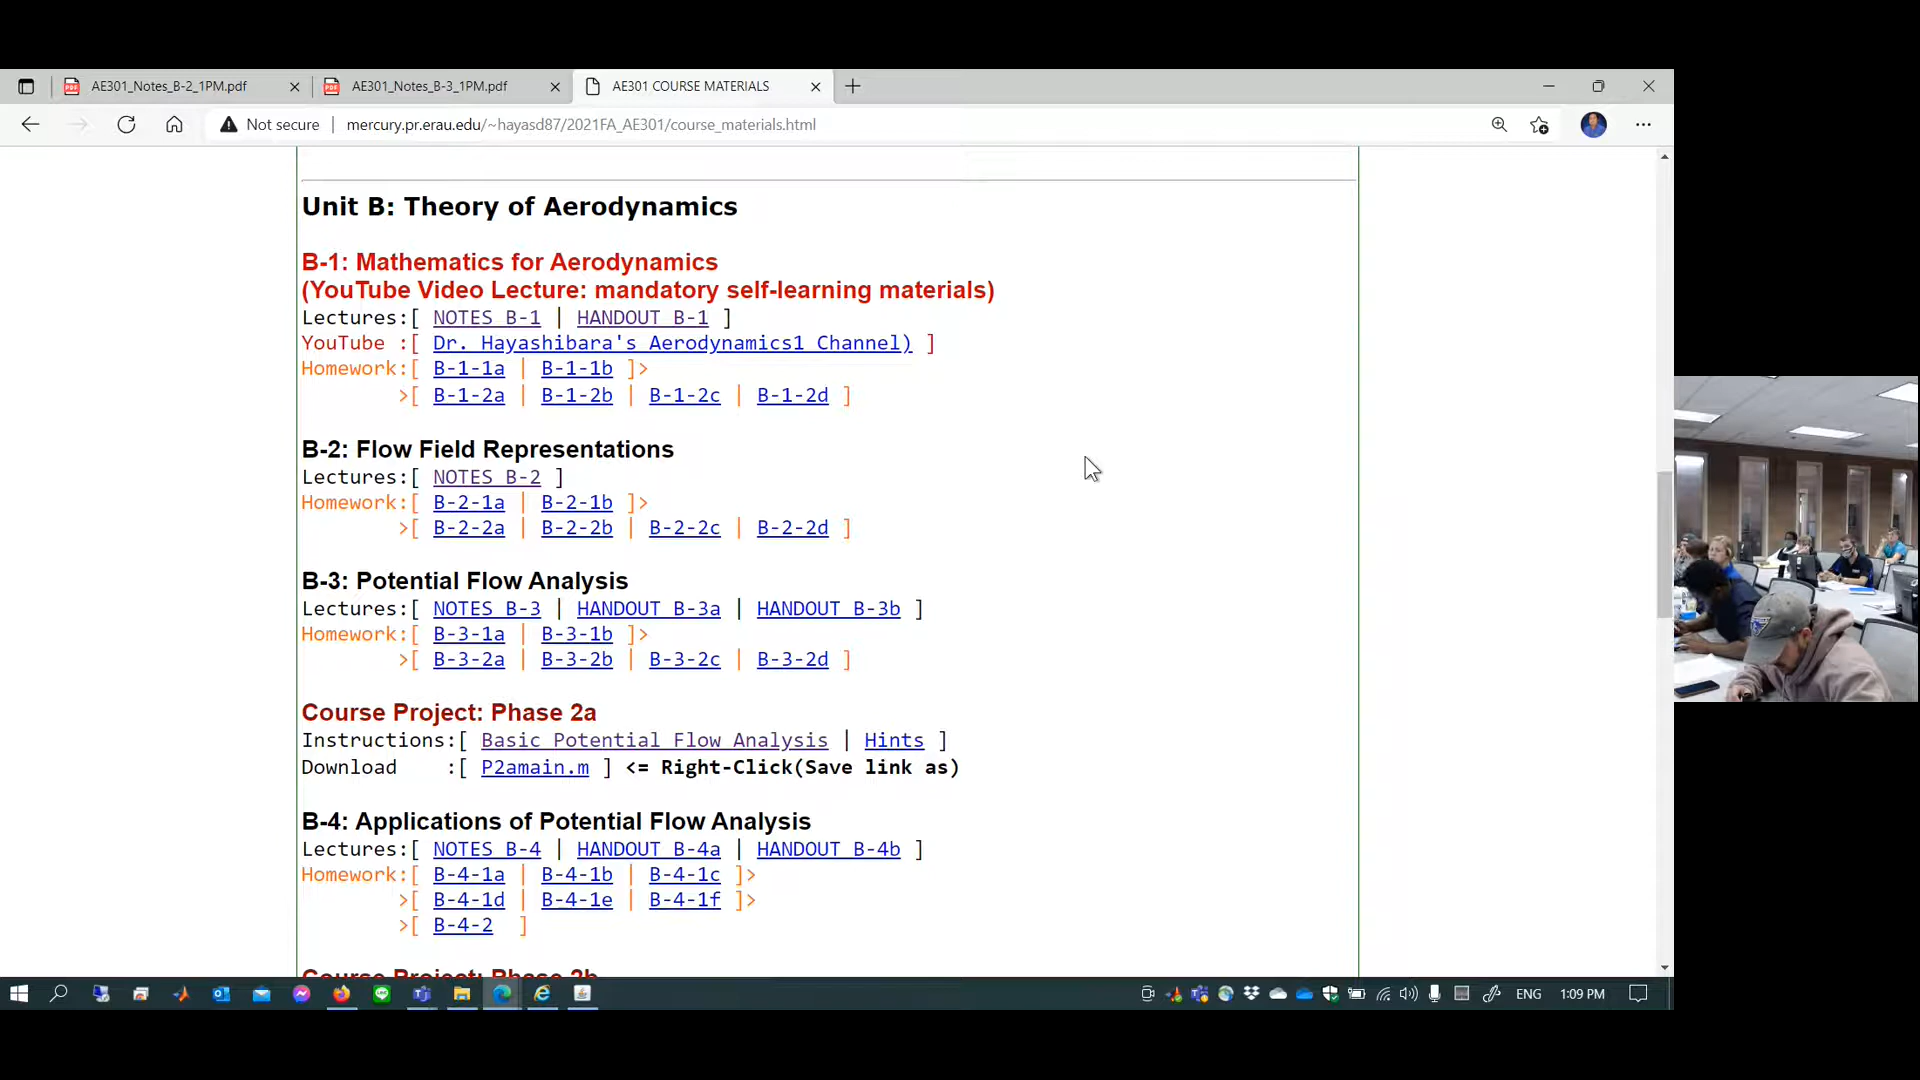 AE301_Notes_B-2_1PM.pdf
AE301_Notes_B-3_1PM.pdf
AE301 COURSE MATERIALS
Not secure
mercury.pr.erau.edu/~hayasd87/2021FA_AE301/course_materials.html
Unit B: Theory of Aerodynamics
B-1: Mathematics for Aerodynamics
(YouTube Video Lecture: mandatory self-learning materials)
Lectures:[ NOTES B-1 | HANDOUT B-1 ]
YouTube :[ Dr. Hayashibara's Aerodynamics1 Channel) ]
Homework:[ B-1-1a | B-1-1b ]>
>[ B-1-2a | B-1-2b | B-1-2c | B-1-2d ]
B-2: Flow Field Representations
Lectures:[ NOTES B-2 ]
Homework:[ B-2-1a | B-2-1b ]>
>[ B-2-2a | B-2-2b | B-2-2c | B-2-2d ]
B-3: Potential Flow Analysis
Lectures:[ NOTES B-3 | HANDOUT B-3a | HANDOUT B-3b ]
Homework:[ B-3-1a | B-3-1b ]>
>[ B-3-2a | B-3-2b | B-3-2c | B-3-2d ]
Course Project: Phase 2a
Instructions:[ Basic Potential Flow Analysis | Hints ]
Download :[ P2amain.m ] <= Right-Click(Save link as)
B-4: Applications of Potential Flow Analysis
Lectures:[ NOTES B-4 | HANDOUT B-4a | HANDOUT B-4b ]
Homework:[ B-4-1a | B-4-1b | B-4-1c ]>
>[ B-4-1d | B-4-1e | B-4-1f ]>
>[ B-4-2 ]
Course Project: Phase 2b
ENG
1:09 PM